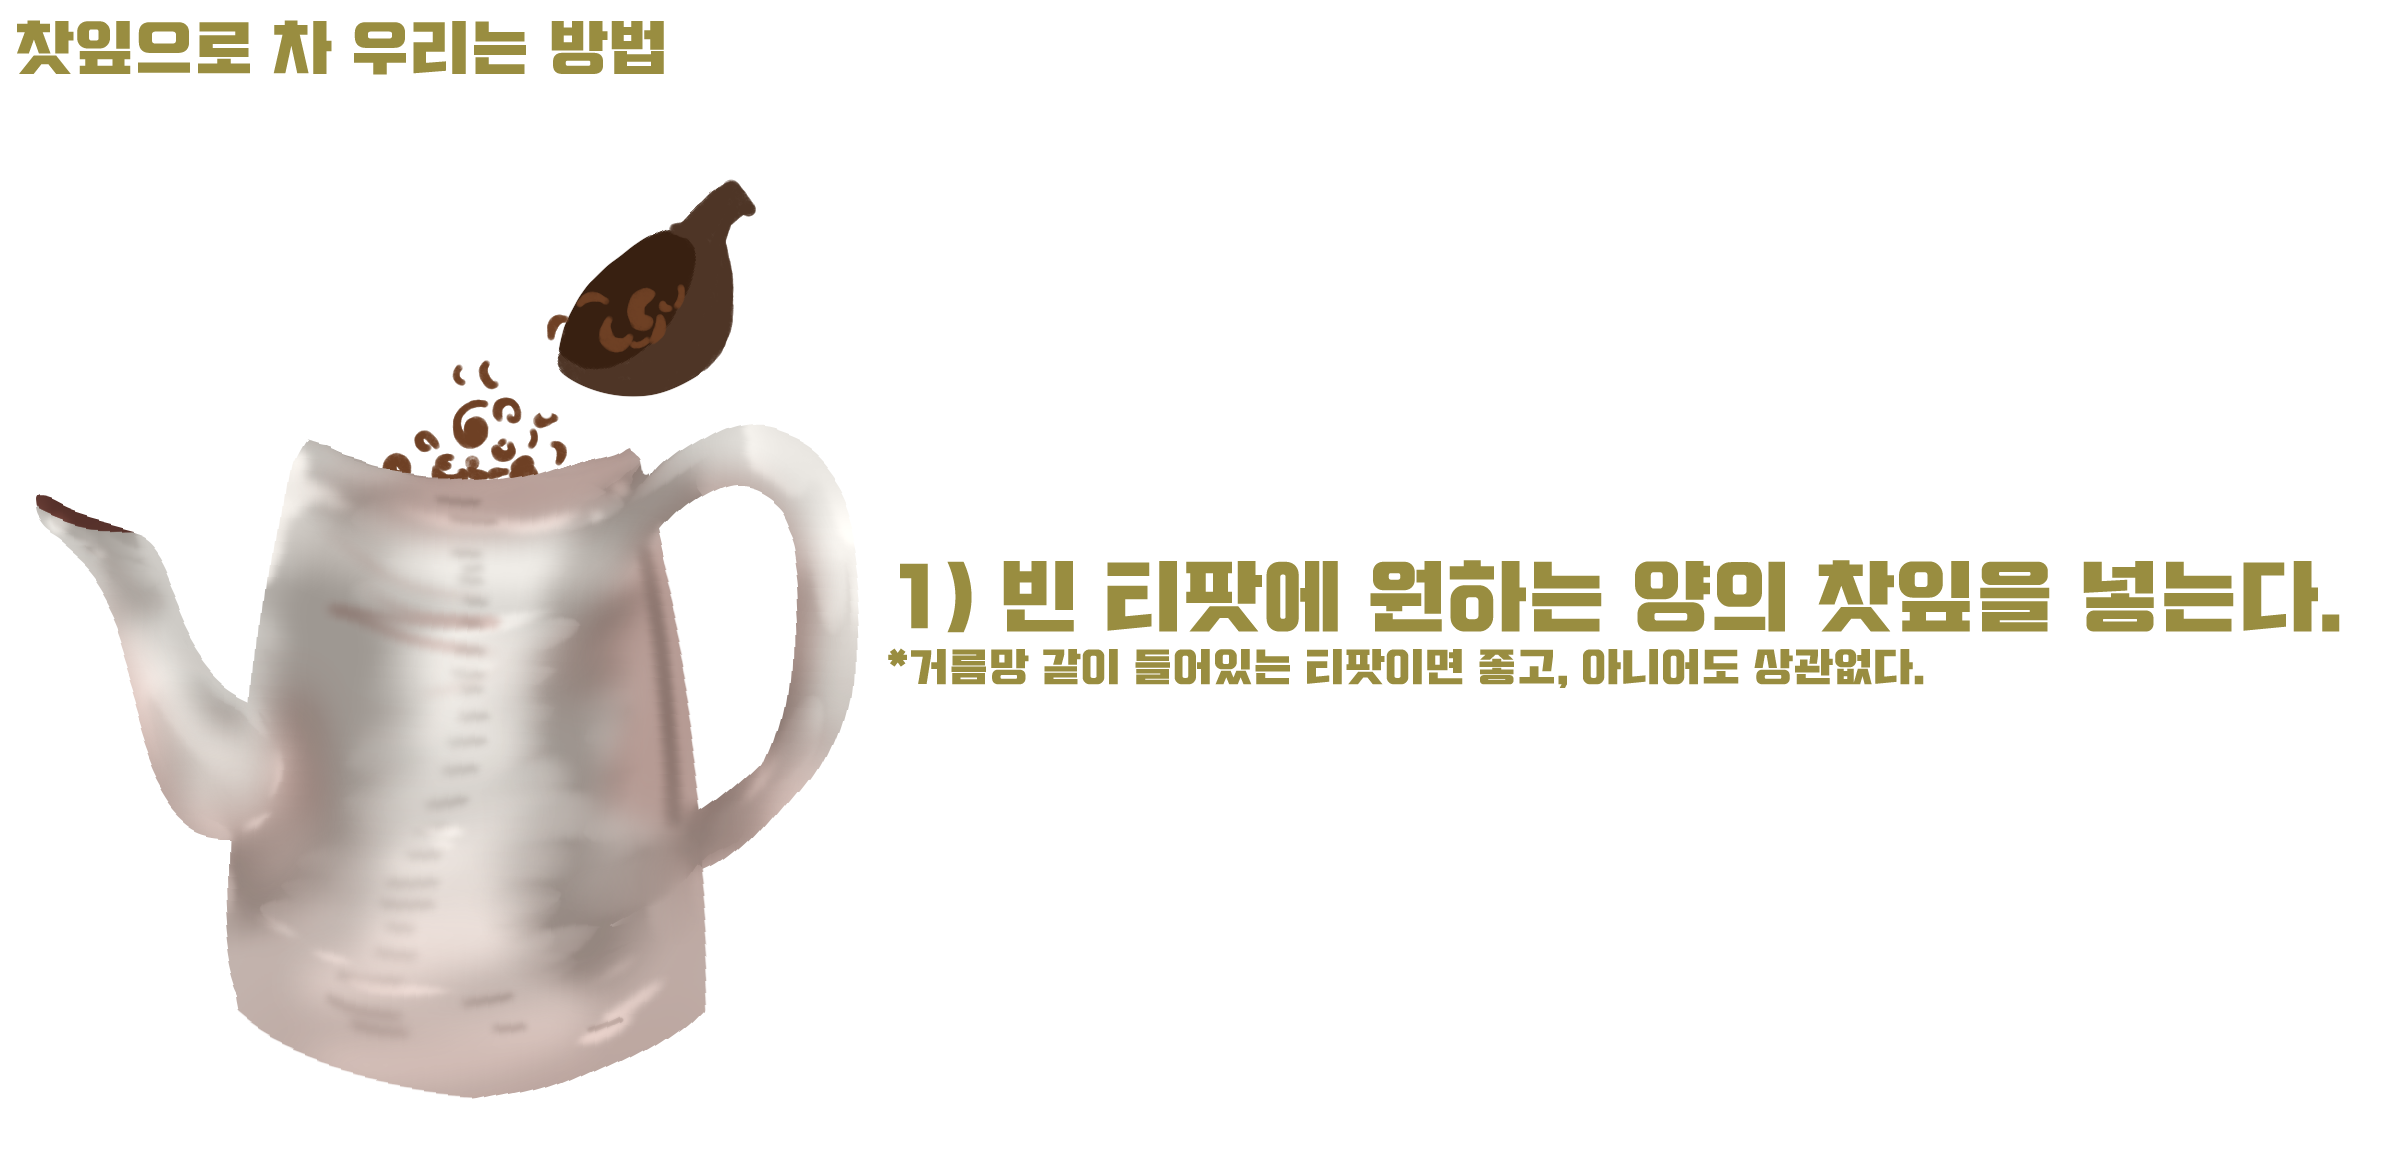 찻잎으로 차 우리는 방법
1) 빈 티팟에 원하는 양의 찻잎을 넣는다.
*거름망 같이 들어있는 티팟이면 좋고, 아니어도 상관없다.